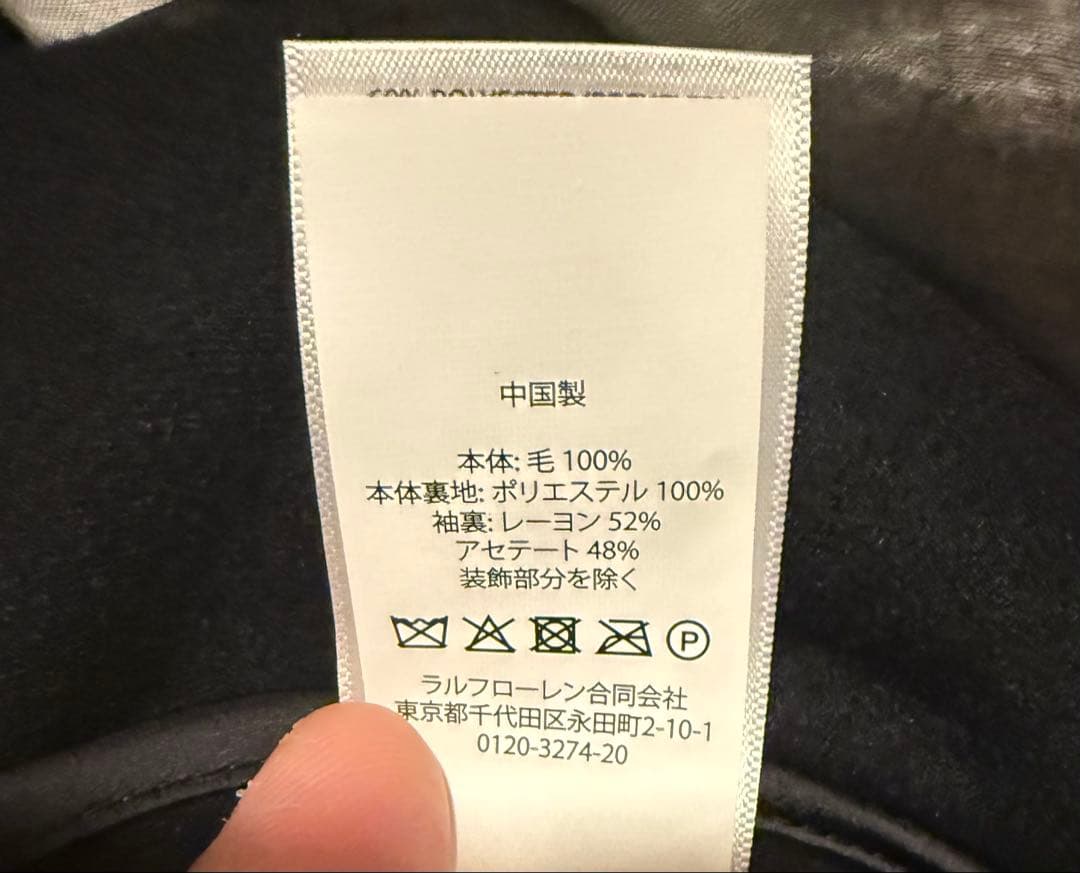 中国製
本体: 毛 100%
本体裏地: ポリエステル 100%
袖裏: レーヨン 52%
アセテート 48%
装飾部分を除く
P
ラルフローレン合同会社
東京都千代田区永田町2-10-1
0120-3274-20